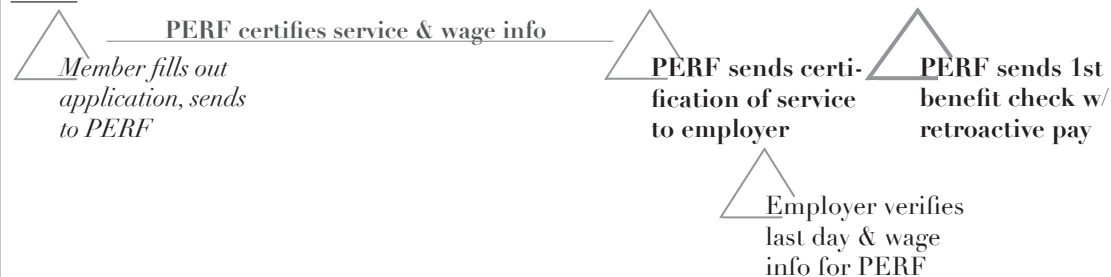 PERF certifies service & wage info
Member fills out
application, sends
to PERF
PERF sends certi-
fication of service
to employer
PERF sends 1st
benefit check w/
retroactive pay
Employer verifies
last day & wage
info for PERF